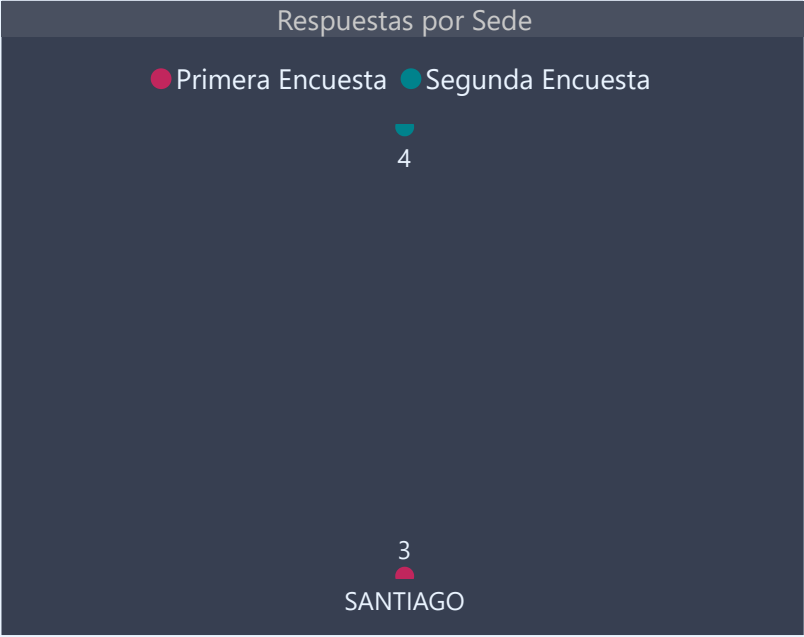 Respuestas por Sede
Primera Encuesta Segunda Encuesta
4
3
SANTIAGO